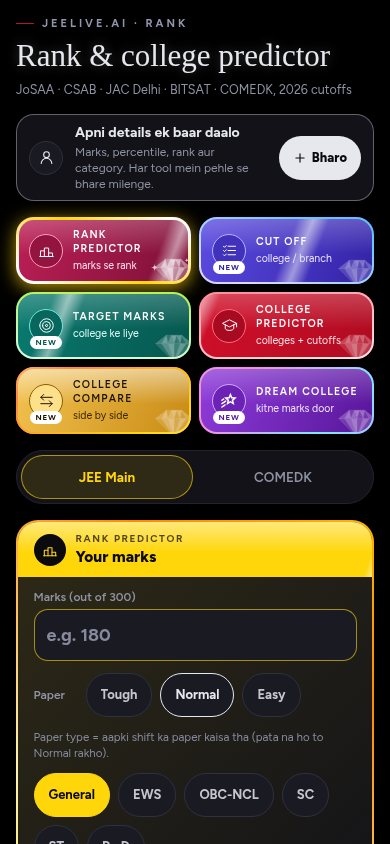 JEELIVE.AI · RANK
Rank & college predictor
JoSAA · CSAB · JAC Delhi · BITSAT · COMEDK, 2026 cutoffs
Apni details ek baar daalo
Marks, percentile, rank aur
category. Har tool mein pehle se
bhare milenge.
+ Bharo
RANK
PREDICTOR
marks se rank
CUT OFF
college / branch
NEW
TARGET MARKS
college ke liye
NEW
COLLEGE
PREDICTOR
colleges + cutoffs
COLLEGE
COMPARE
side by side
NEW
DREAM COLLEGE
kitne marks door
NEW
JEE Main
COMEDK
RANK PREDICTOR
Your marks
Marks (out of 300)
e.g. 180
Paper
Tough
Normal
Easy
Paper type = aapki shift ka paper kaisa tha (pata na ho to
Normal rakho).
General
EWS
OBC-NCL
SC